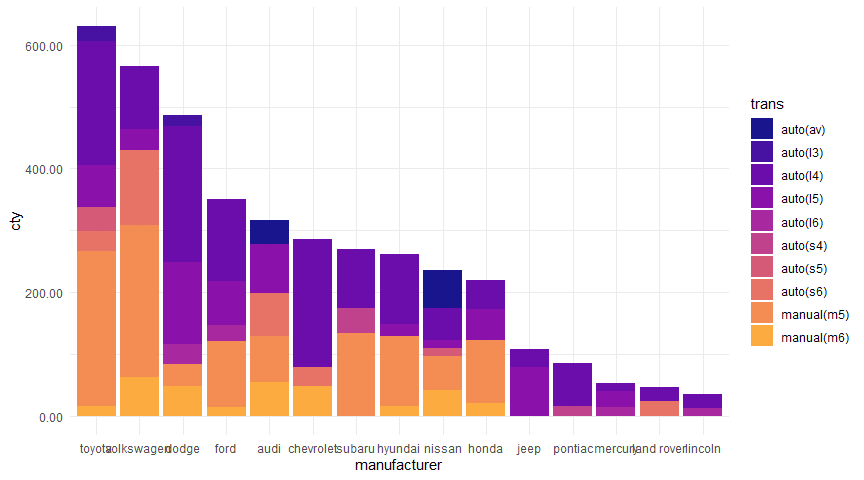 cty
600.00
400.00
200.00
0.00
toyota volkswagen dodge ford audi chevrolet subaru hyundai nissan honda jeep pontiac mercury land rover lincoln
manufacturer
trans
auto(av)
auto(l3)
auto(l4)
auto(l5)
auto(l6)
auto(s4)
auto(s5)
auto(s6)
manual(m5)
manual(m6)